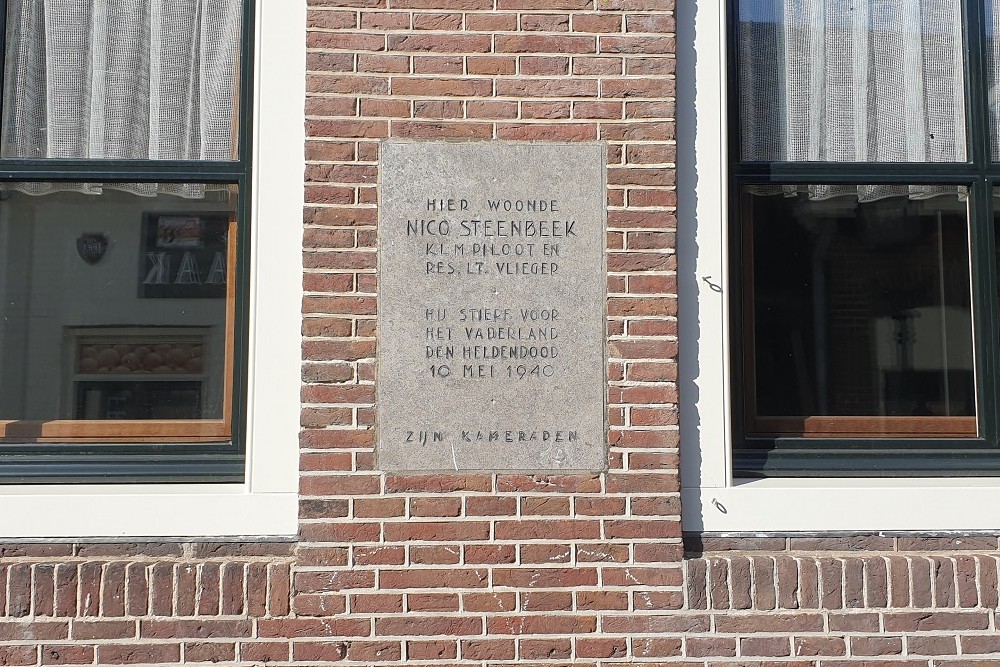 HIER WOONDE
NICO STEENBEEK
K.L.M. PILOOT EN
RES. LT. VLIEGER
HIJ STIERF VOOR
HET VADERLAND
DEN HELDENDOOD
10 MEI 1940
ZIJN KAMERADEN